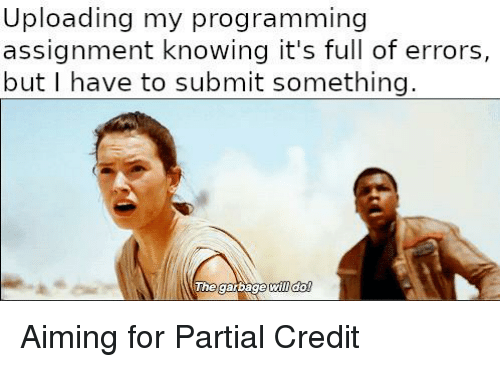 Uploading my programming
assignment knowing it's full of errors,
but I have to submit something.
The garbage will do!
Aiming for Partial Credit